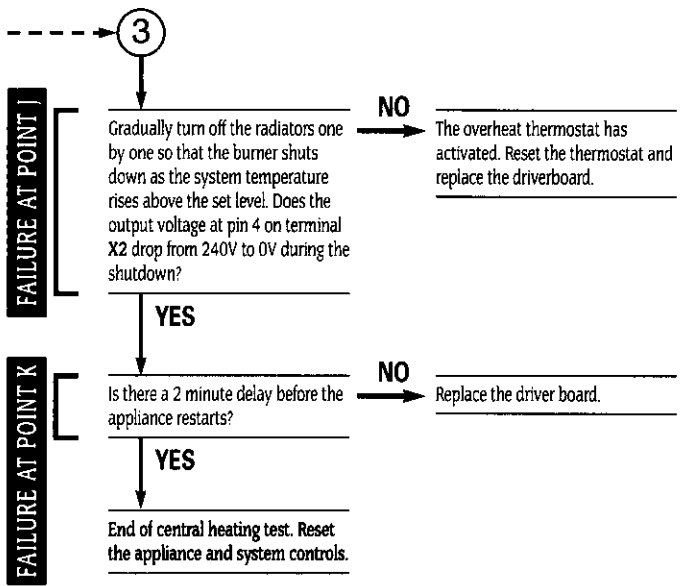 3
FAILURE AT POINT J
Gradually turn off the radiators one
by one so that the burner shuts
down as the system temperature
rises above the set level. Does the
output voltage at pin 4 on terminal
X2 drop from 240V to 0V during the
shutdown?
NO
The overheat thermostat has
activated. Reset the thermostat and
replace the driverboard.
YES
FAILURE AT POINT K
Is there a 2 minute delay before the
appliance restarts?
NO
Replace the driver board.
YES
End of central heating test. Reset
the appliance and system controls.